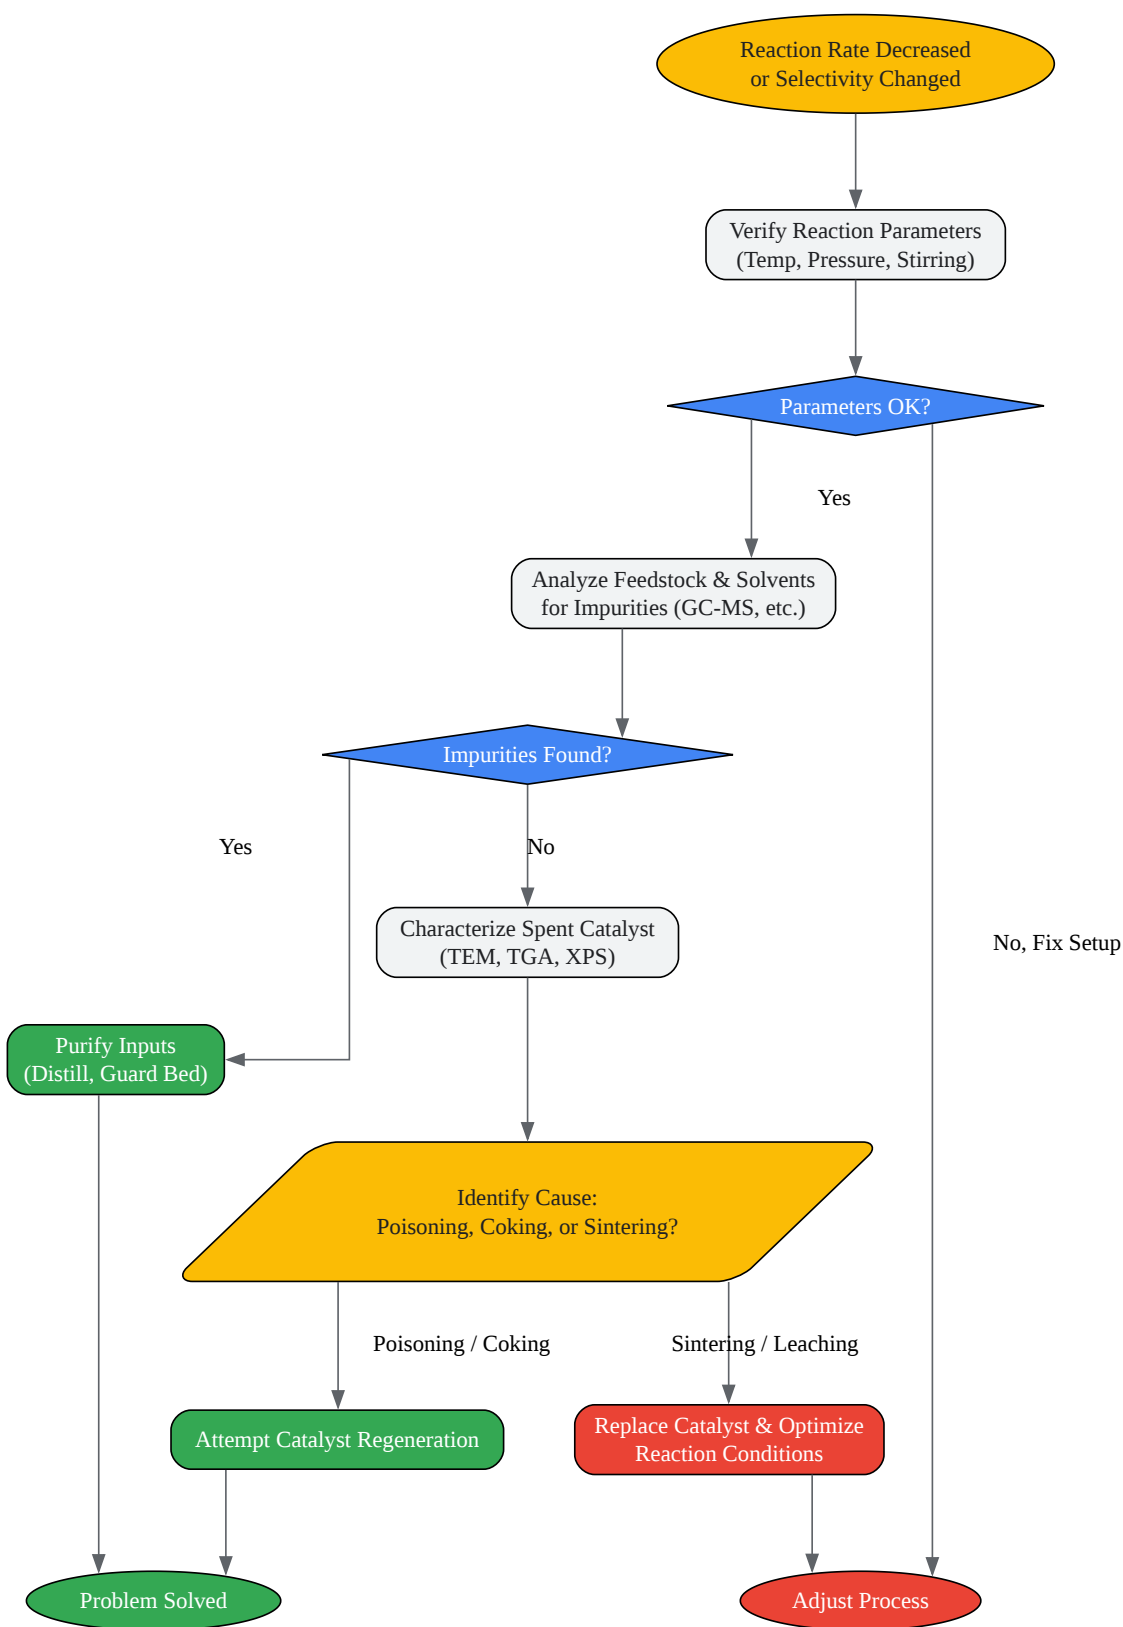 Reaction Rate Decreased
or Selectivity Changed
Verify Reaction Parameters
(Temp, Pressure, Stirring)
Parameters OK?
Yes
Analyze Feedstock & Solvents
for Impurities (GC-MS, etc.)
Impurities Found?
Yes
No
Characterize Spent Catalyst
(TEM, TGA, XPS)
No, Fix Setup
Purify Inputs
(Distill, Guard Bed)
Identify Cause:
Poisoning, Coking, or Sintering?
Poisoning / Coking
Sintering / Leaching
Attempt Catalyst Regeneration
Replace Catalyst & Optimize
Reaction Conditions
Problem Solved
Adjust Process